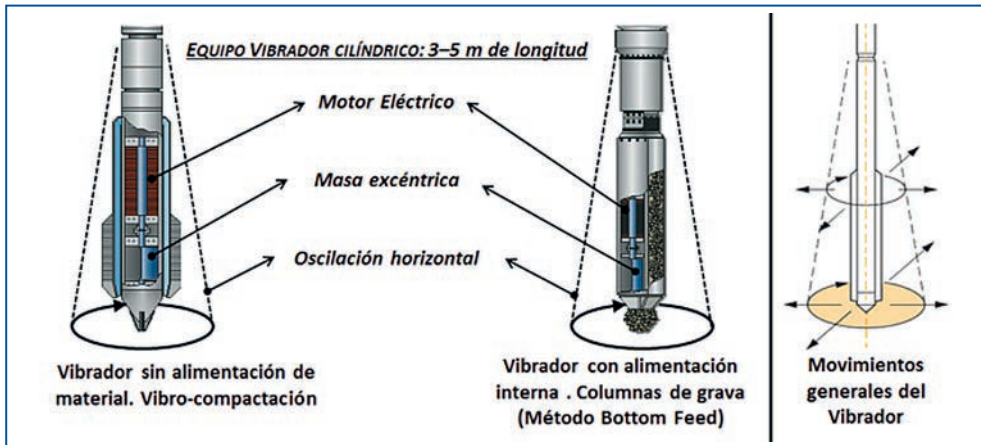 EQUIPO VIBRADOR CILÍNDRICO: 3–5 m de longitud
Motor Eléctrico
Masa excéntrica
Oscilación horizontal
Vibrador sin alimentación de
material. Vibro-compactación
Vibrador con alimentación
interna . Columnas de grava
(Método Bottom Feed)
Movimientos
generales del
Vibrador